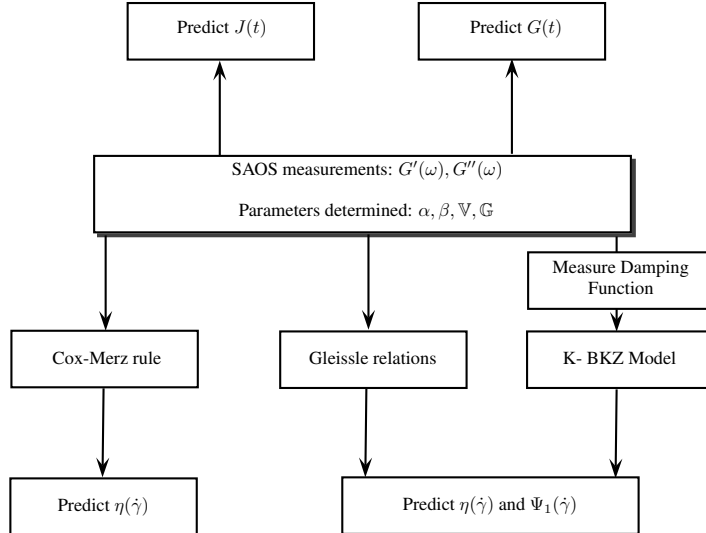 Predict J(t)
Predict G(t)
SAOS measurements: G′(ω), G″(ω)
Parameters determined: α, β, 𝕍, 𝔾
Measure Damping
Function
Cox-Merz rule
Gleissle relations
K- BKZ Model
Predict η(γ̇)
Predict η(γ̇) and Ψ₁(γ̇)